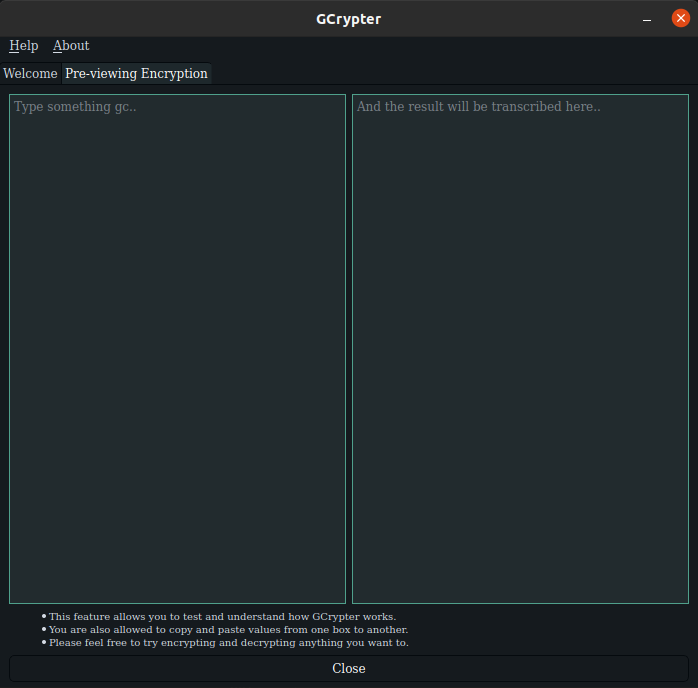 GCrypter
Help About
Welcome Pre-viewing Encryption
Type something gc..
And the result will be transcribed here..
• This feature allows you to test and understand how GCrypter works.
• You are also allowed to copy and paste values from one box to another.
• Please feel free to try encrypting and decrypting anything you want to.
Close